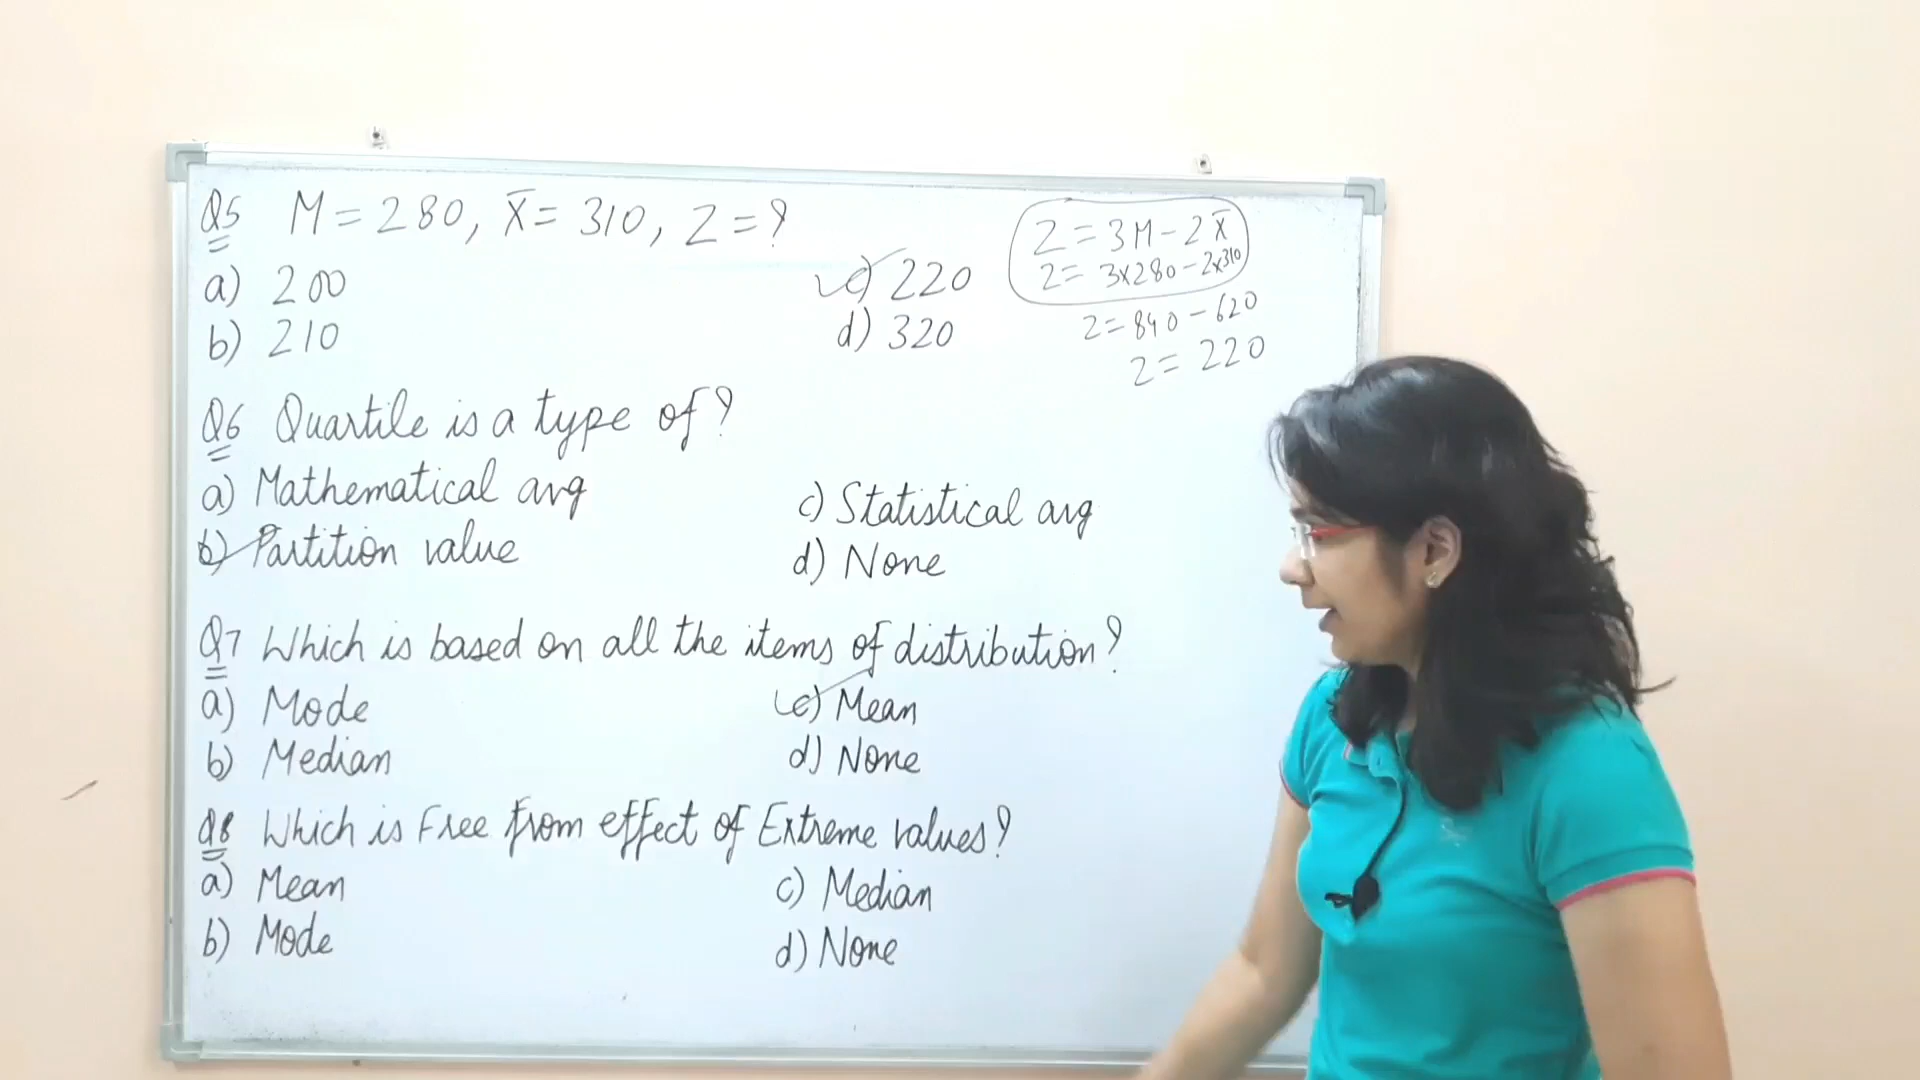 Q5 M = 280, X̄ = 310, Z = ?
a) 200
b) 210
c) 220
d) 320
Z = 3M - 2X̄
Z = 3x280 - 2x310
Z = 840 - 620
Z = 220
Q6 Quartile is a type of?
a) Mathematical avg
b) Partition value
c) Statistical avg
d) None
Q7 Which is based on all the items of distribution?
a) Mode
b) Median
c) Mean
d) None
Q8 Which is Free from effect of Extreme values?
a) Mean
b) Mode
c) Median
d) None